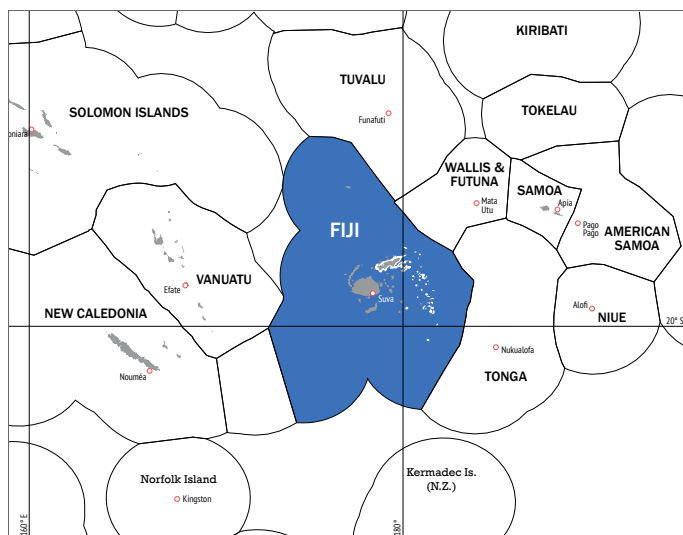 KIRIBATI
TUVALU
TOKELAU
SOLOMON ISLANDS
Funafuti
oniara
WALLIS &
FUTUNA
SAMOA
Mata
Utu
Apia
FIJI
Pago
Pago
AMERICAN
SAMOA
VANUATU
Efate
Suva
NEW CALEDONIA
Alofi
NIUE
20° S
Nukualofa
Nouméa
TONGA
Norfolk Island
Kermadec Is.
(N.Z.)
Kingston
160° E
180°